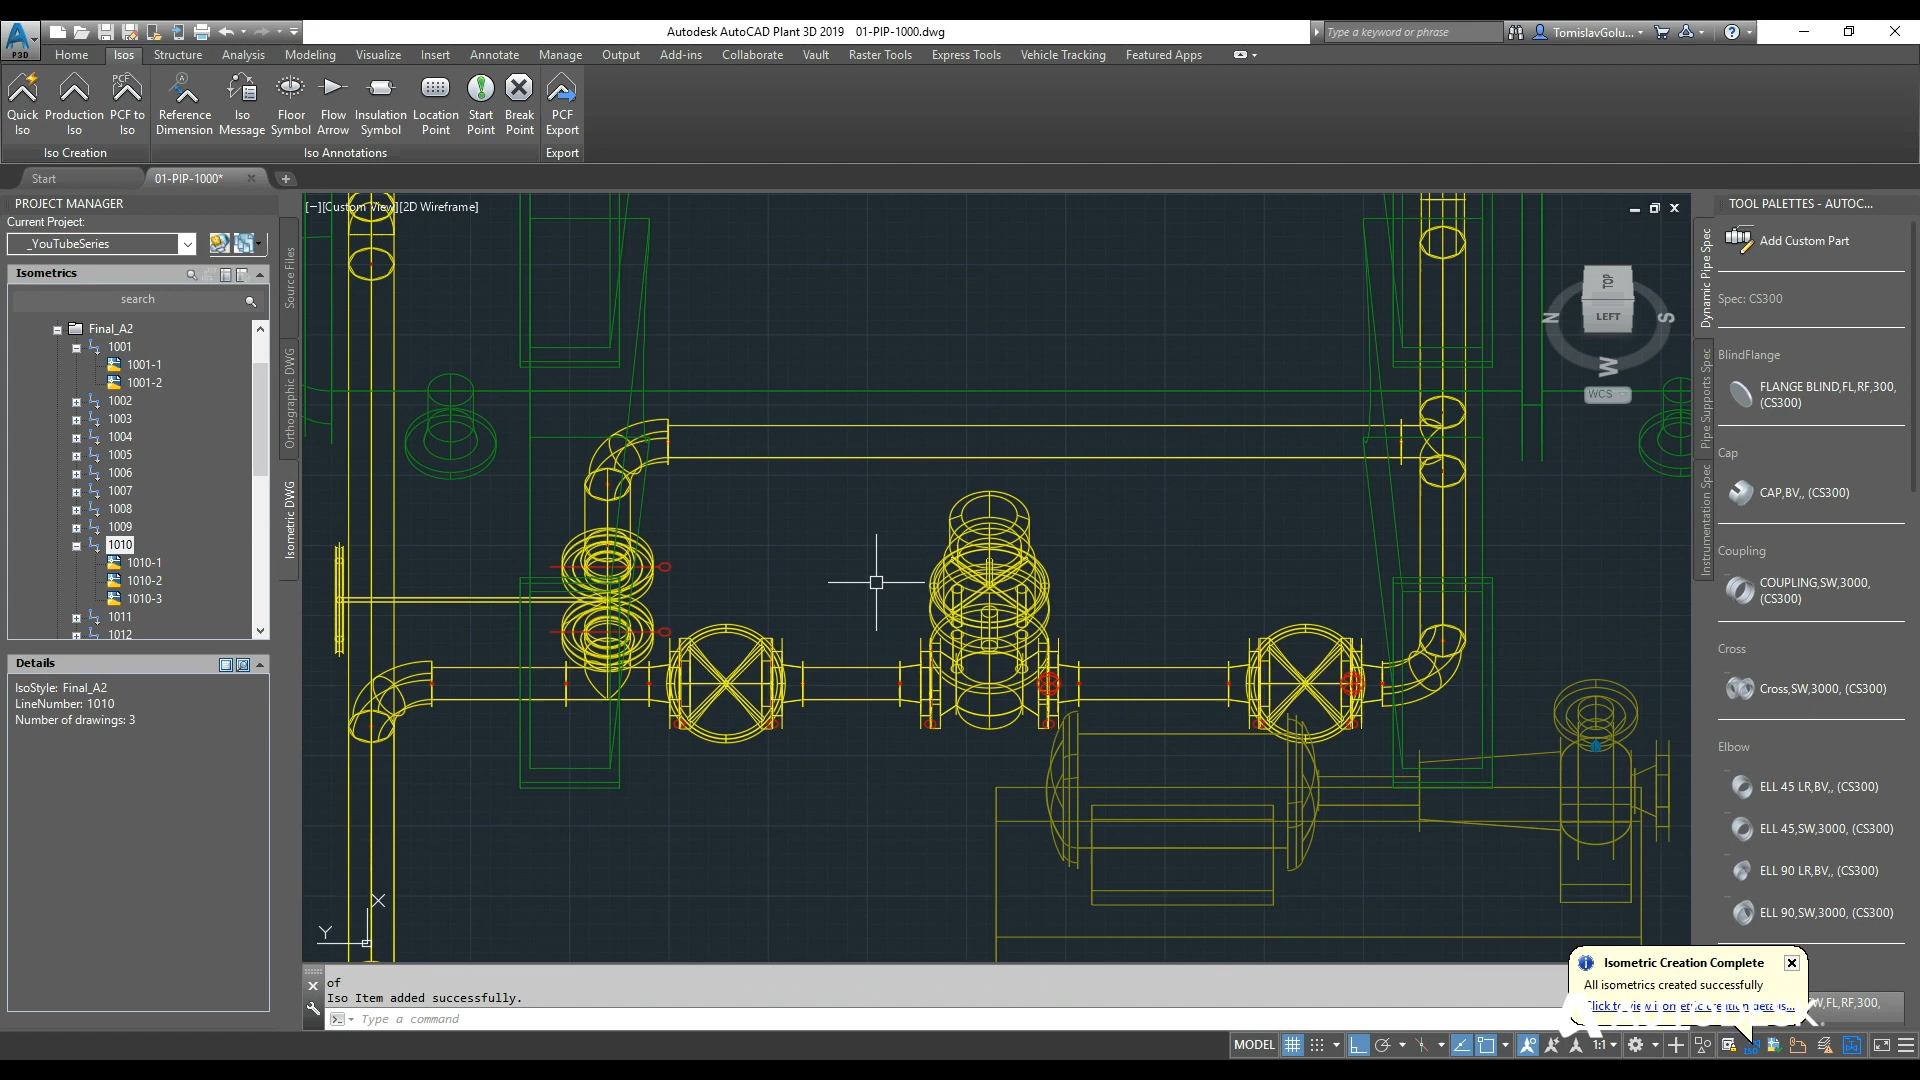 Autodesk AutoCAD Plant 3D 2019 01-PIP-1000.dwg
Type a keyword or phrase
TomislavGolu...
P3D
Home Isos Structure Analysis Modeling Visualize Insert Annotate Manage Output Add-ins Collaborate Vault Raster Tools Express Tools Vehicle Tracking Featured Apps
Quick Iso
Production Iso
PCF to Iso
Reference Dimension
Iso Message
Floor Symbol
Flow Arrow
Insulation Symbol
Location Point
Start Point
Break Point
PCF Export
Iso Creation
Iso Annotations
Export
Start
01-PIP-1000*
PROJECT MANAGER
Current Project:
_YouTubeSeries
Isometrics
search
Final_A2
1001
1001-1
1001-2
1002
1003
1004
1005
1006
1007
1008
1009
1010
1010-1
1010-2
1010-3
1011
1012
Source Files
Orthographic DWG
Isometric DWG
Details
IsoStyle: Final_A2
LineNumber: 1010
Number of drawings: 3
[−][Custom View][2D Wireframe]
TOP
LEFT
N
S
W
WCS
X
Y
TOOL PALETTES - AUTOC...
Dynamic Pipe Spec
Pipe Supports Spec
Instrumentation Spec
Add Custom Part
Spec: CS300
BlindFlange
FLANGE BLIND,FL,RF,300, (CS300)
Cap
CAP,BV,, (CS300)
Coupling
COUPLING,SW,3000, (CS300)
Cross
Cross,SW,3000, (CS300)
Elbow
ELL 45 LR,BV,, (CS300)
ELL 45,SW,3000, (CS300)
ELL 90 LR,BV,, (CS300)
ELL 90,SW,3000, (CS300)
of
Iso Item added successfully.
Type a command
Isometric Creation Complete
All isometrics created successfully
Click to view isometric creation details...
FL,RF,300,
MODEL
1:1